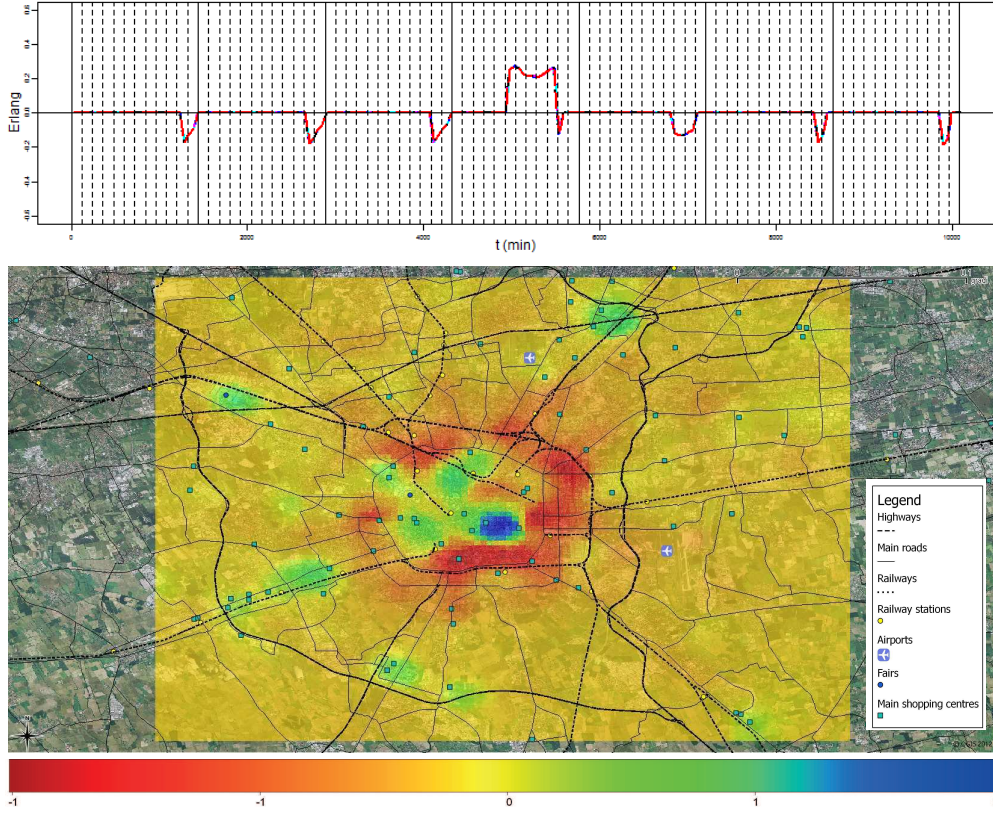 0.6
0.4
0.2
0.0
-0.2
-0.4
-0.6
Erlang
0 2000 4000 6000 8000 10000
t (min)
Legend
Highways
Main roads
Railways
Railway stations
Airports
Fairs
Main shopping centres
N
-1 -1 0 1